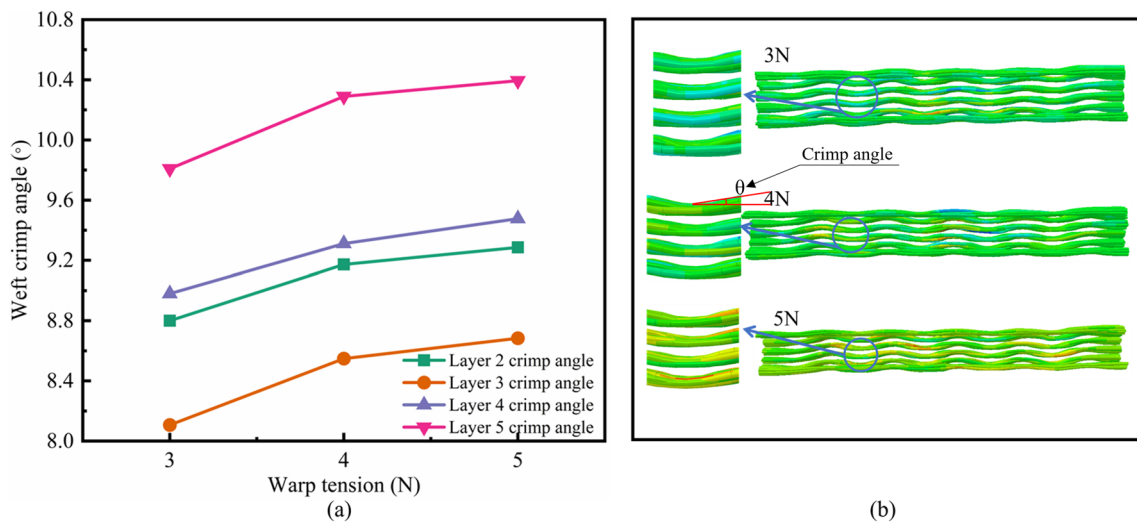 10.8
10.4
10.0
9.6
9.2
8.8
8.4
8.0
Weft crimp angle (°)
Layer 2 crimp angle
Layer 3 crimp angle
Layer 4 crimp angle
Layer 5 crimp angle
3 4 5
Warp tension (N)
(a)
3N
Crimp angle
θ
4N
5N
(b)